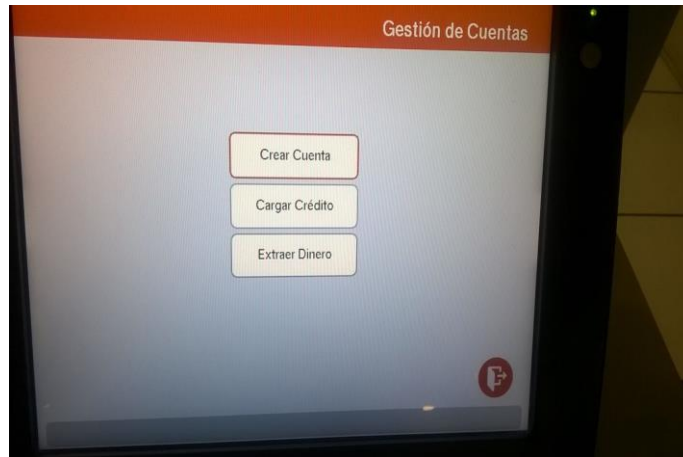 Gestión de Cuentas
Crear Cuenta
Cargar Crédito
Extraer Dinero